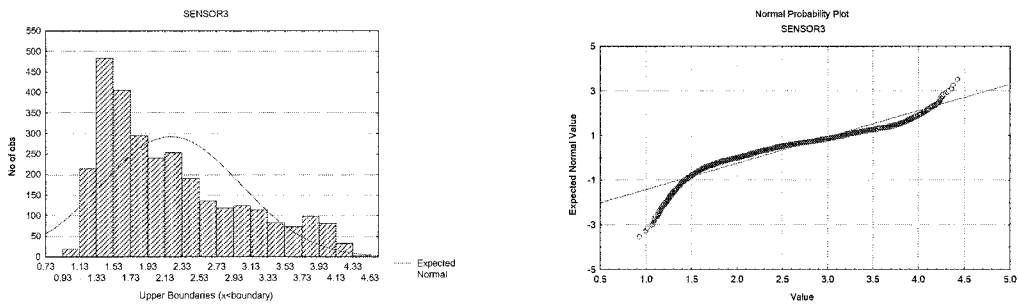 SENSOR3
550
500
450
400
350
300
250
200
150
100
50
0
No of obs
0.73 1.13 1.53 1.93 2.33 2.73 3.13 3.53 3.93 4.33
0.93 1.33 1.73 2.13 2.53 2.93 3.33 3.73 4.13 4.53
Upper Boundaries (x<boundary)
Expected
Normal
Normal Probability Plot
SENSOR3
5
3
1
-1
-3
-5
Expected Normal Value
0.5 1.0 1.5 2.0 2.5 3.0 3.5 4.0 4.5 5.0
Value